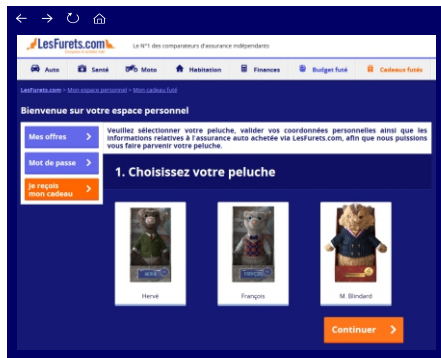 LesFurets.com
Le N°1 des comparateurs d'assurance indépendants
Auto Santé Moto Habitation Finances Budget futé Cadeaux futés
LesFurets.com > Mon espace personnel > Mon cadeau futé
Bienvenue sur votre espace personnel
Mes offres
Mot de passe
Je reçois
mon cadeau
Veuillez sélectionner votre peluche, valider vos coordonnées personnelles ainsi que les
informations relatives à l'assurance auto achetée via LesFurets.com, afin que nous puissions
vous faire parvenir votre peluche.
1. Choisissez votre peluche
HERVÉ
FRANÇOIS
Hervé
François
M. Blindard
Continuer